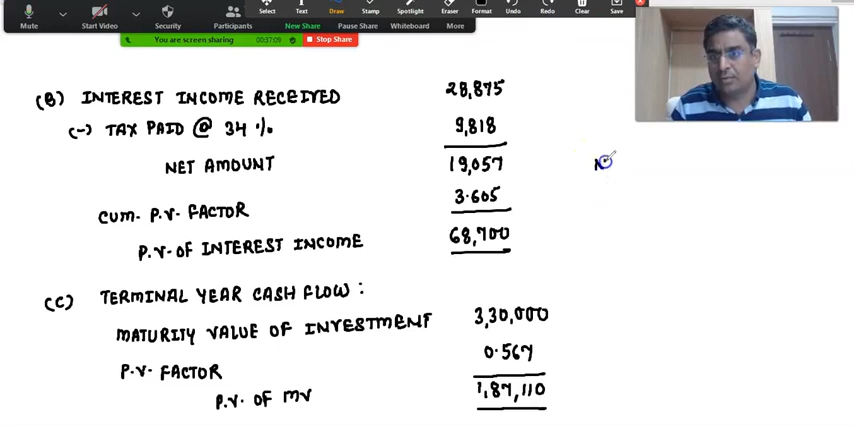 Mute
Start Video
Security
Participants
New Share
Pause Share
Whiteboard
More
Select
Text
Draw
Stamp
Spotlight
Eraser
Format
Undo
Redo
Clear
Save
You are screen sharing 00:37:09 Stop Share
(B) INTEREST INCOME RECEIVED 28,875
(-) TAX PAID @ 34 % 9,818
NET AMOUNT 19,057
CUM. P.V. FACTOR 3.605
P.V. OF INTEREST INCOME 68,700
(C) TERMINAL YEAR CASH FLOW :
MATURITY VALUE OF INVESTMENT 3,30,000
P.V. FACTOR 0.567
P.V. OF MV 1,87,110